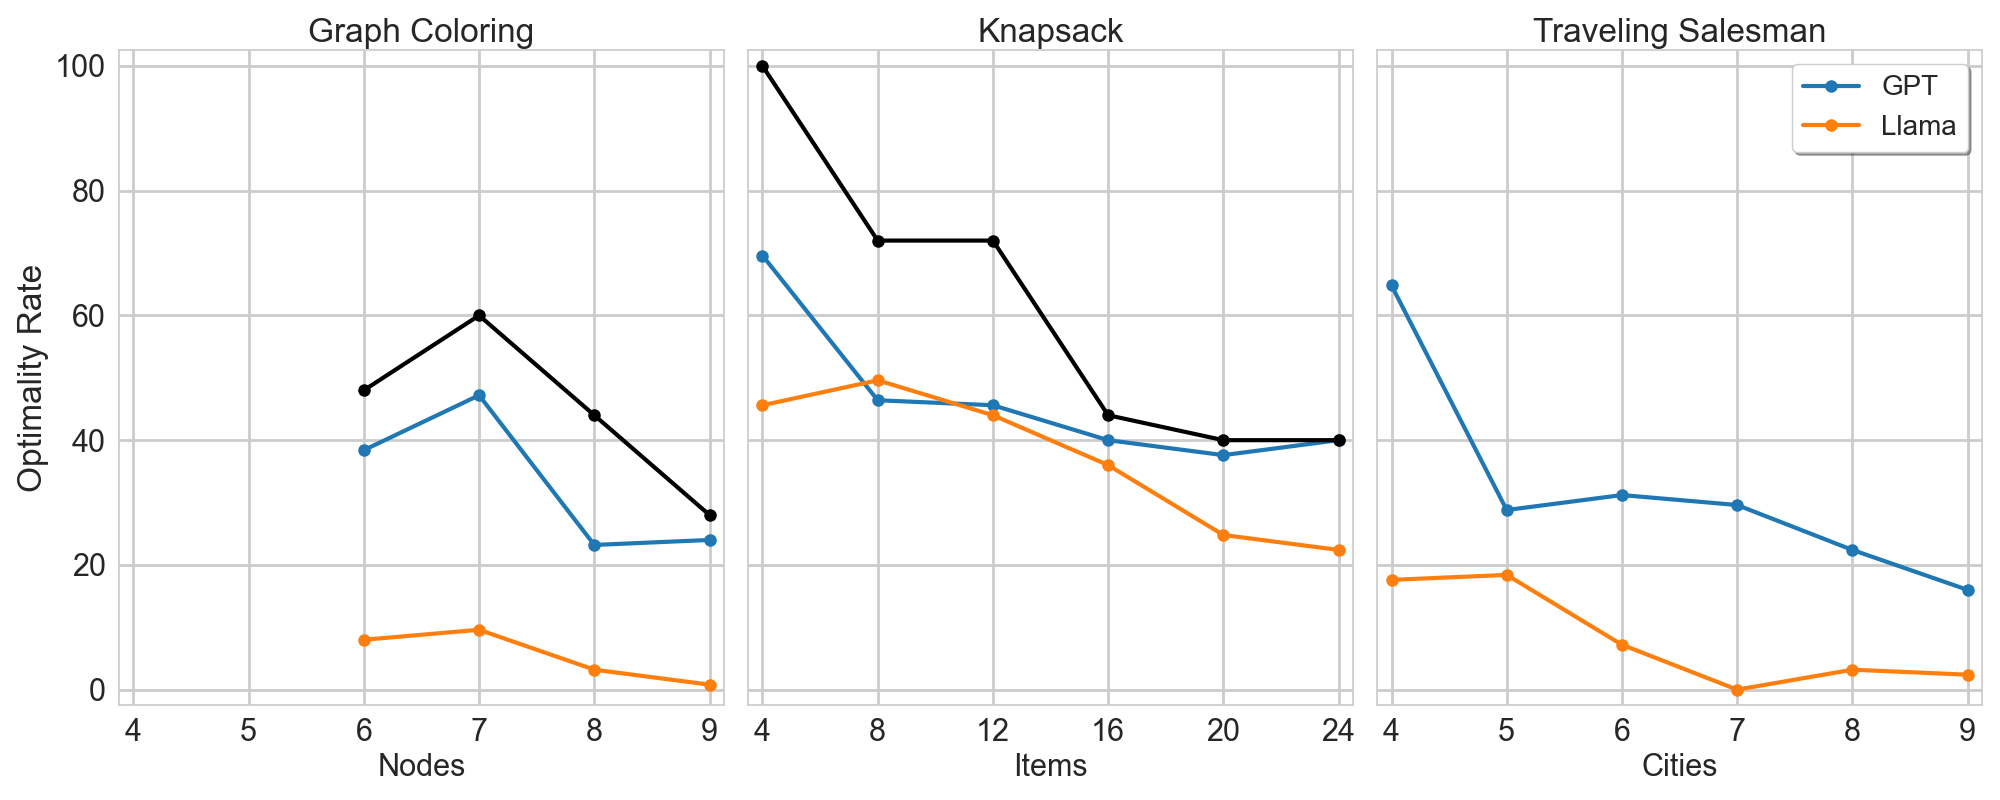 Graph Coloring
Knapsack
Traveling Salesman
Optimality Rate
100
80
60
40
20
0
4 5 6 7 8 9
Nodes
4 8 12 16 20 24
Items
4 5 6 7 8 9
Cities
GPT
Llama